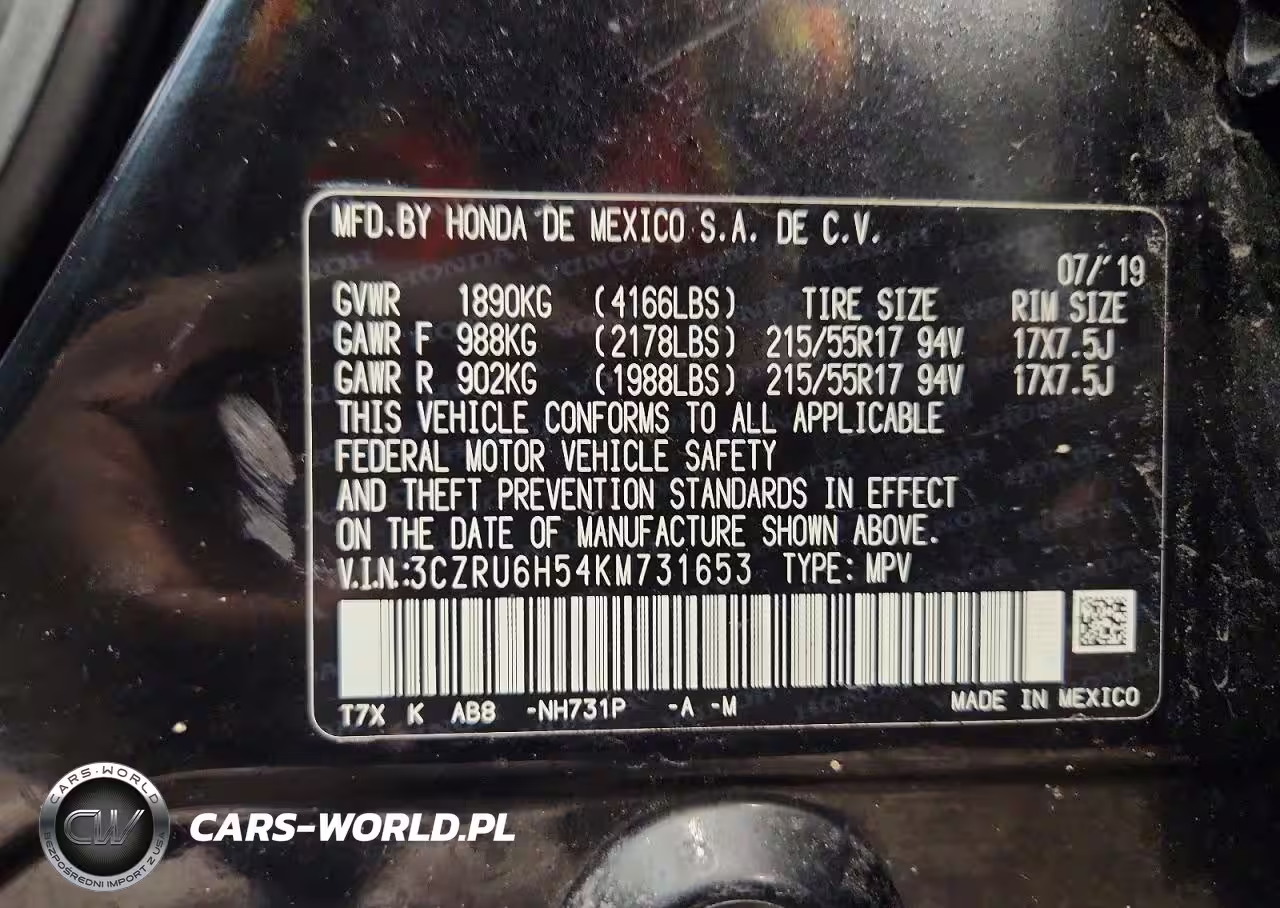 MFD.BY HONDA DE MEXICO S.A. DE C.V.
07/'19
GVWR 1890KG (4166LBS) TIRE SIZE RIM SIZE
GAWR F 988KG (2178LBS) 215/55R17 94V 17X7.5J
GAWR R 902KG (1988LBS) 215/55R17 94V 17X7.5J
THIS VEHICLE CONFORMS TO ALL APPLICABLE
FEDERAL MOTOR VEHICLE SAFETY
AND THEFT PREVENTION STANDARDS IN EFFECT
ON THE DATE OF MANUFACTURE SHOWN ABOVE.
V.I.N.:3CZRU6H54KM731653 TYPE: MPV
T7X K AB8 -NH731P -A -M MADE IN MEXICO
CARS-WORLD
CW
BEZPOŚREDNI IMPORT Z USA
CARS-WORLD.PL